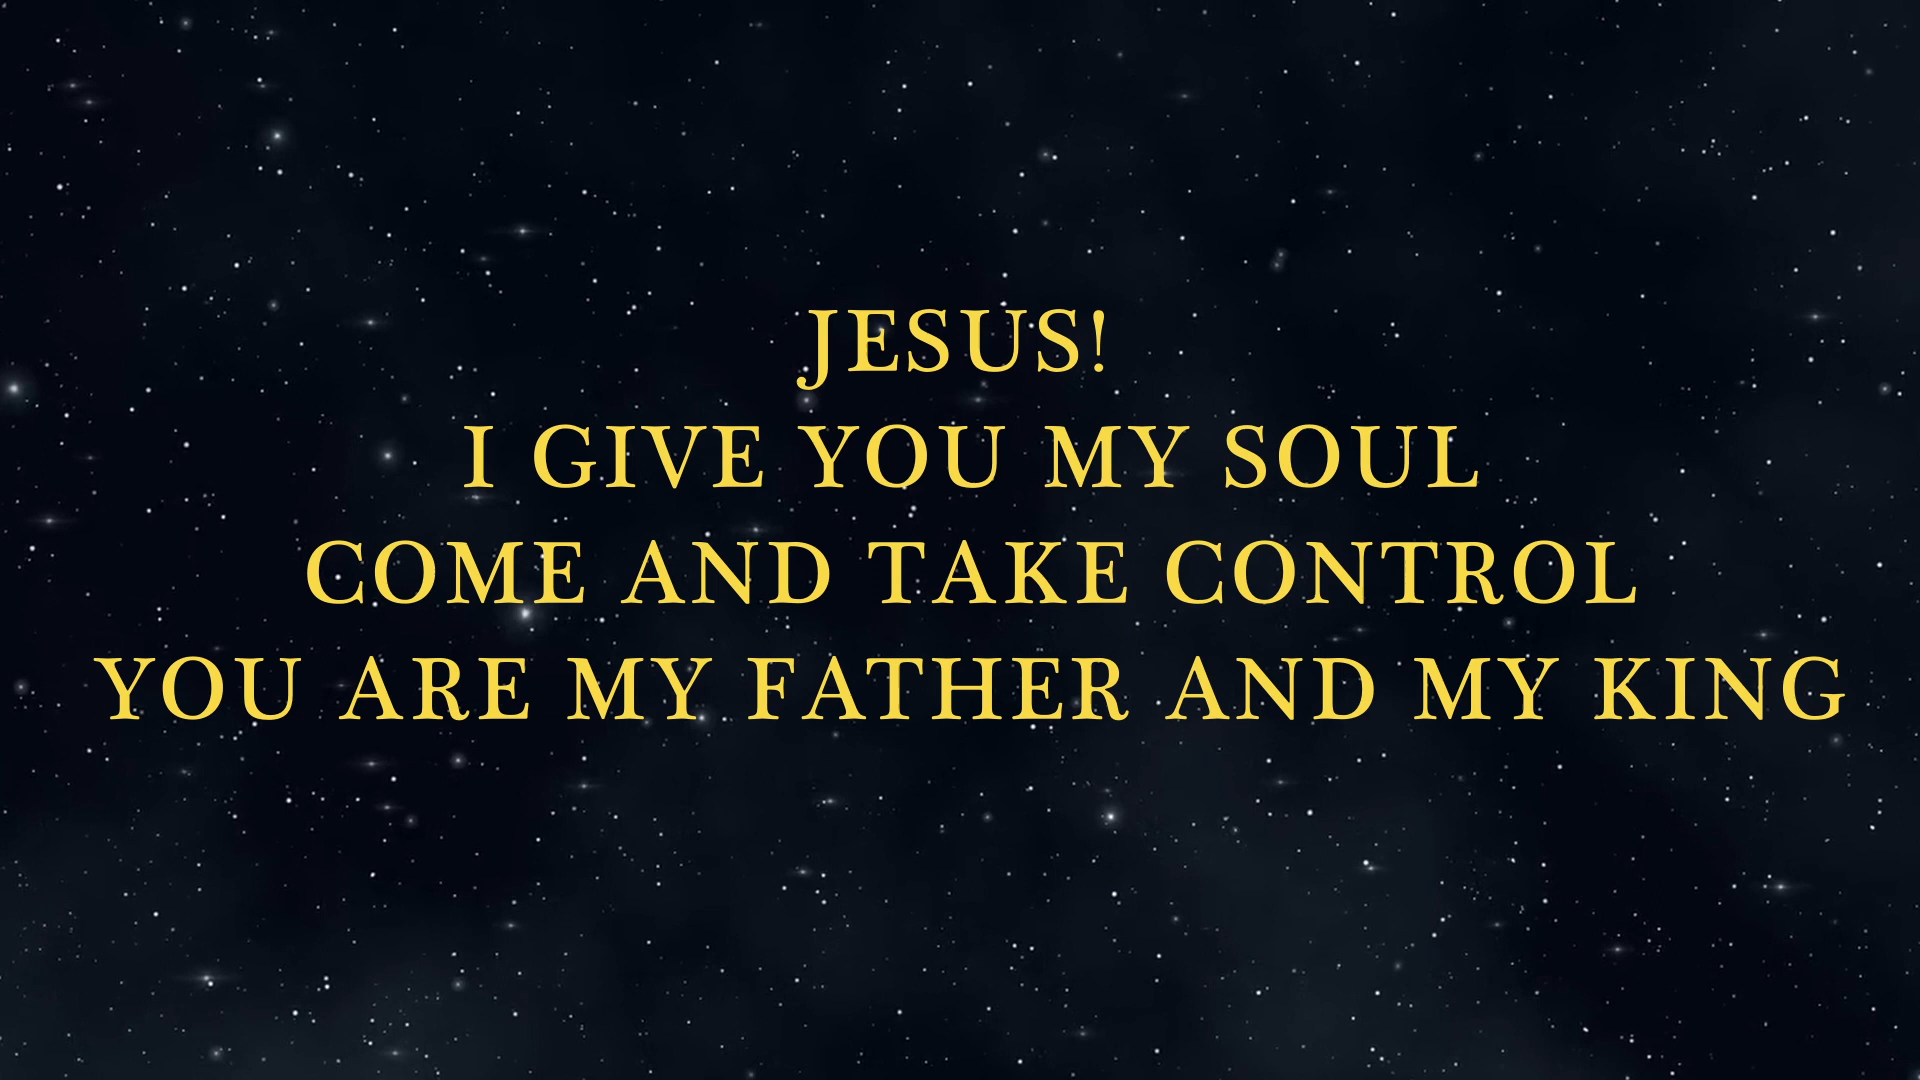 JESUS!
I GIVE YOU MY SOUL
COME AND TAKE CONTROL
YOU ARE MY FATHER AND MY KING